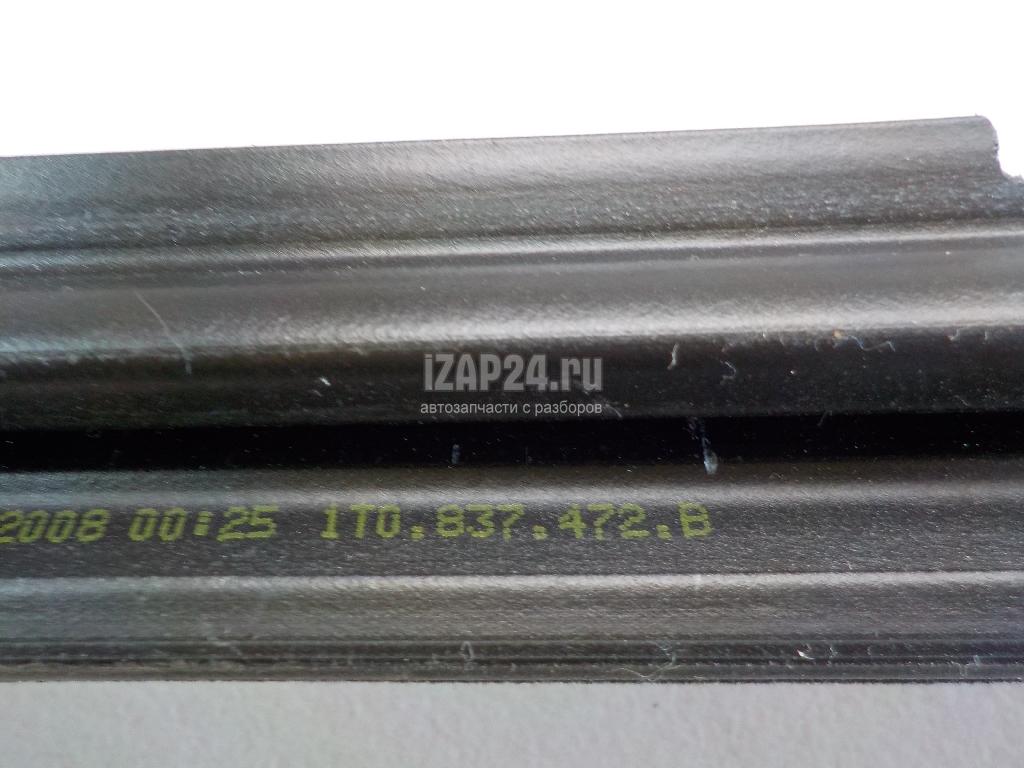 iZAP24.ru
автозапчасти с разборов
2008 00:25 1T0.837.472.B